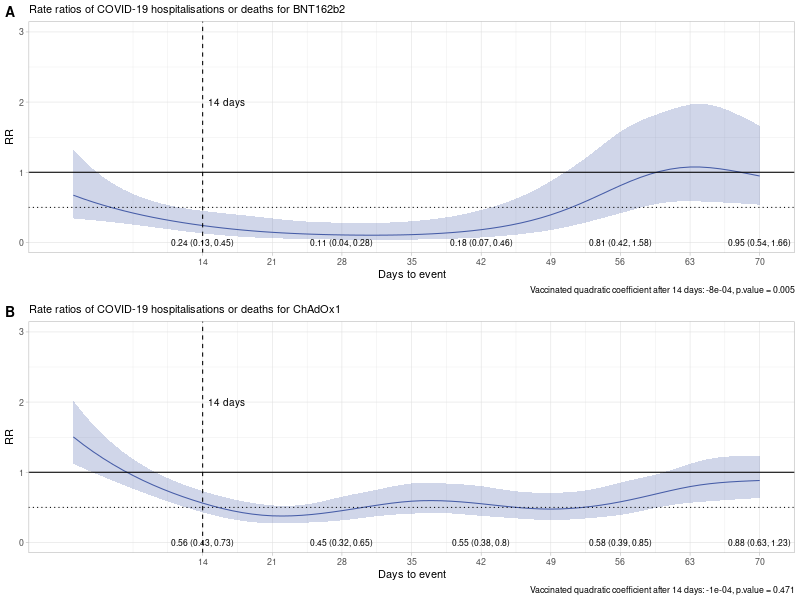 A
Rate ratios of COVID-19 hospitalisations or deaths for BNT162b2
3
2
1
0
RR
14 days
0.24 (0.13, 0.45) 0.11 (0.04, 0.28) 0.18 (0.07, 0.46) 0.81 (0.42, 1.58) 0.95 (0.54, 1.66)
14 21 28 35 42 49 56 63 70
Days to event
Vaccinated quadratic coefficient after 14 days: -8e-04, p.value = 0.005
B
Rate ratios of COVID-19 hospitalisations or deaths for ChAdOx1
3
2
1
0
RR
14 days
0.56 (0.43, 0.73) 0.45 (0.32, 0.65) 0.55 (0.38, 0.8) 0.58 (0.39, 0.85) 0.88 (0.63, 1.23)
14 21 28 35 42 49 56 63 70
Days to event
Vaccinated quadratic coefficient after 14 days: -1e-04, p.value = 0.471